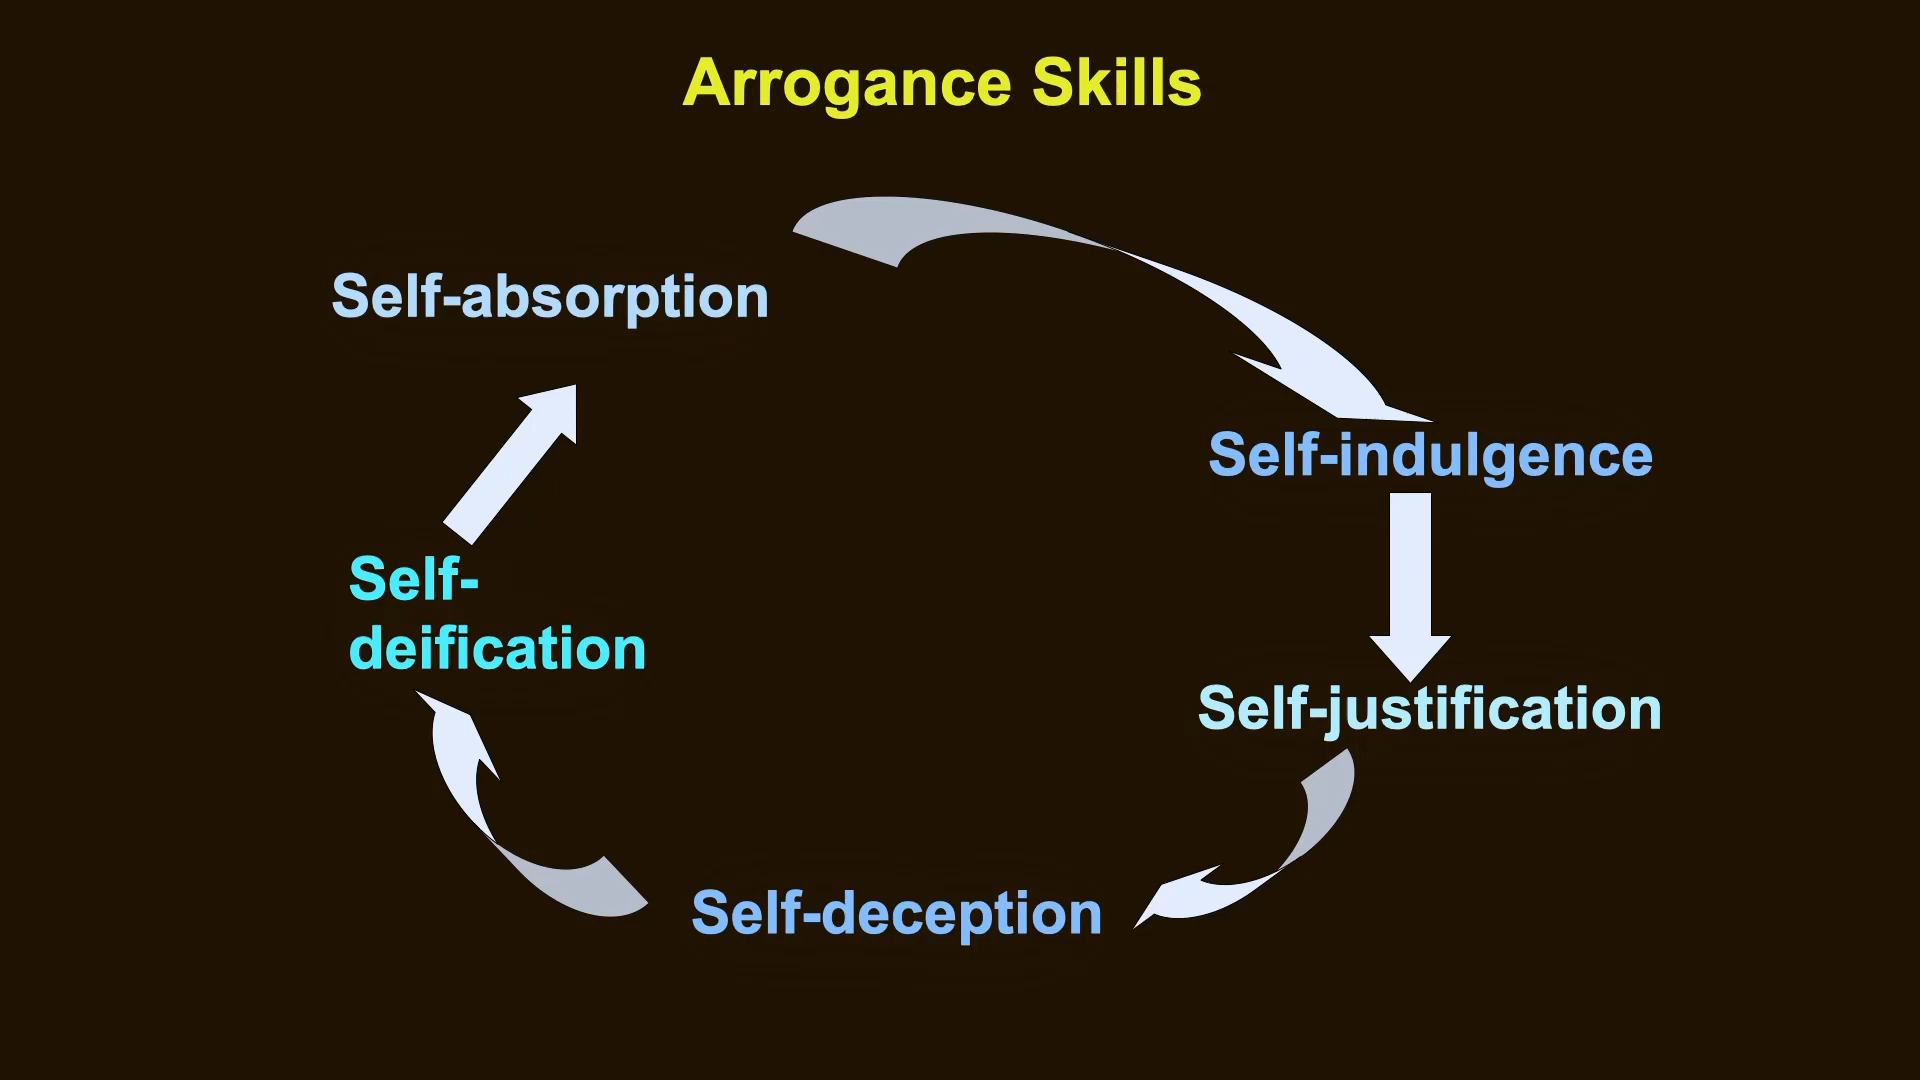 Arrogance Skills
Self-absorption
Self-indulgence
Self-
deification
Self-justification
Self-deception